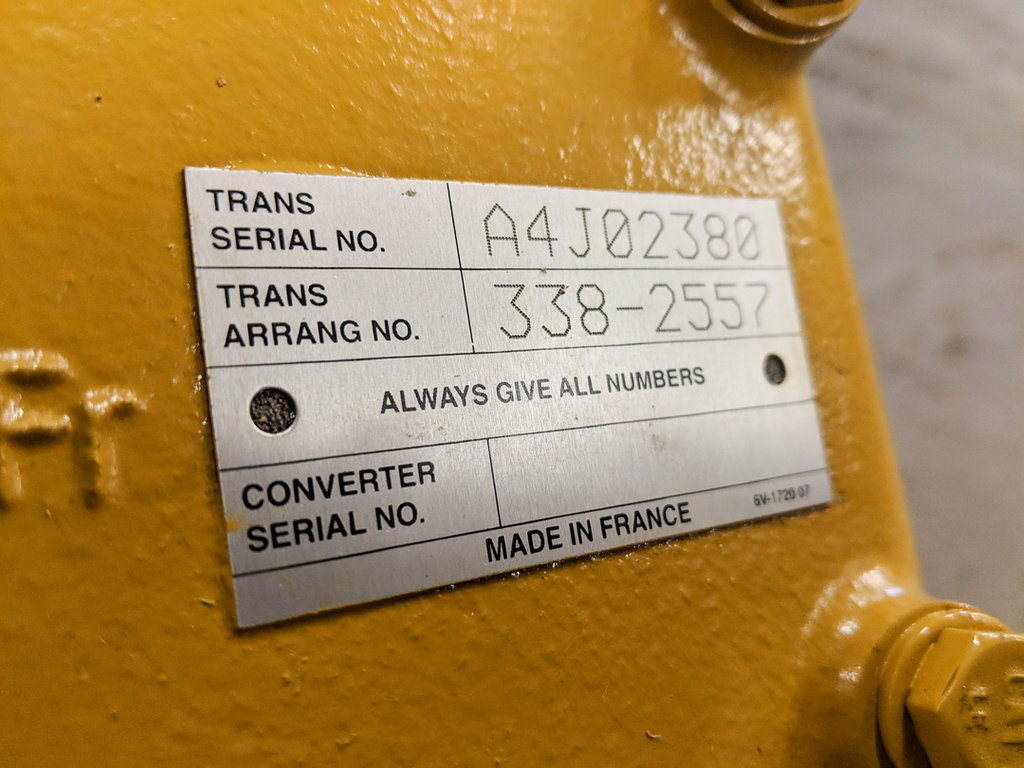 TRANS
SERIAL NO.
A4J02380
TRANS
ARRANG NO.
338-2557
ALWAYS GIVE ALL NUMBERS
CONVERTER
SERIAL NO.
6V-1720 07
MADE IN FRANCE